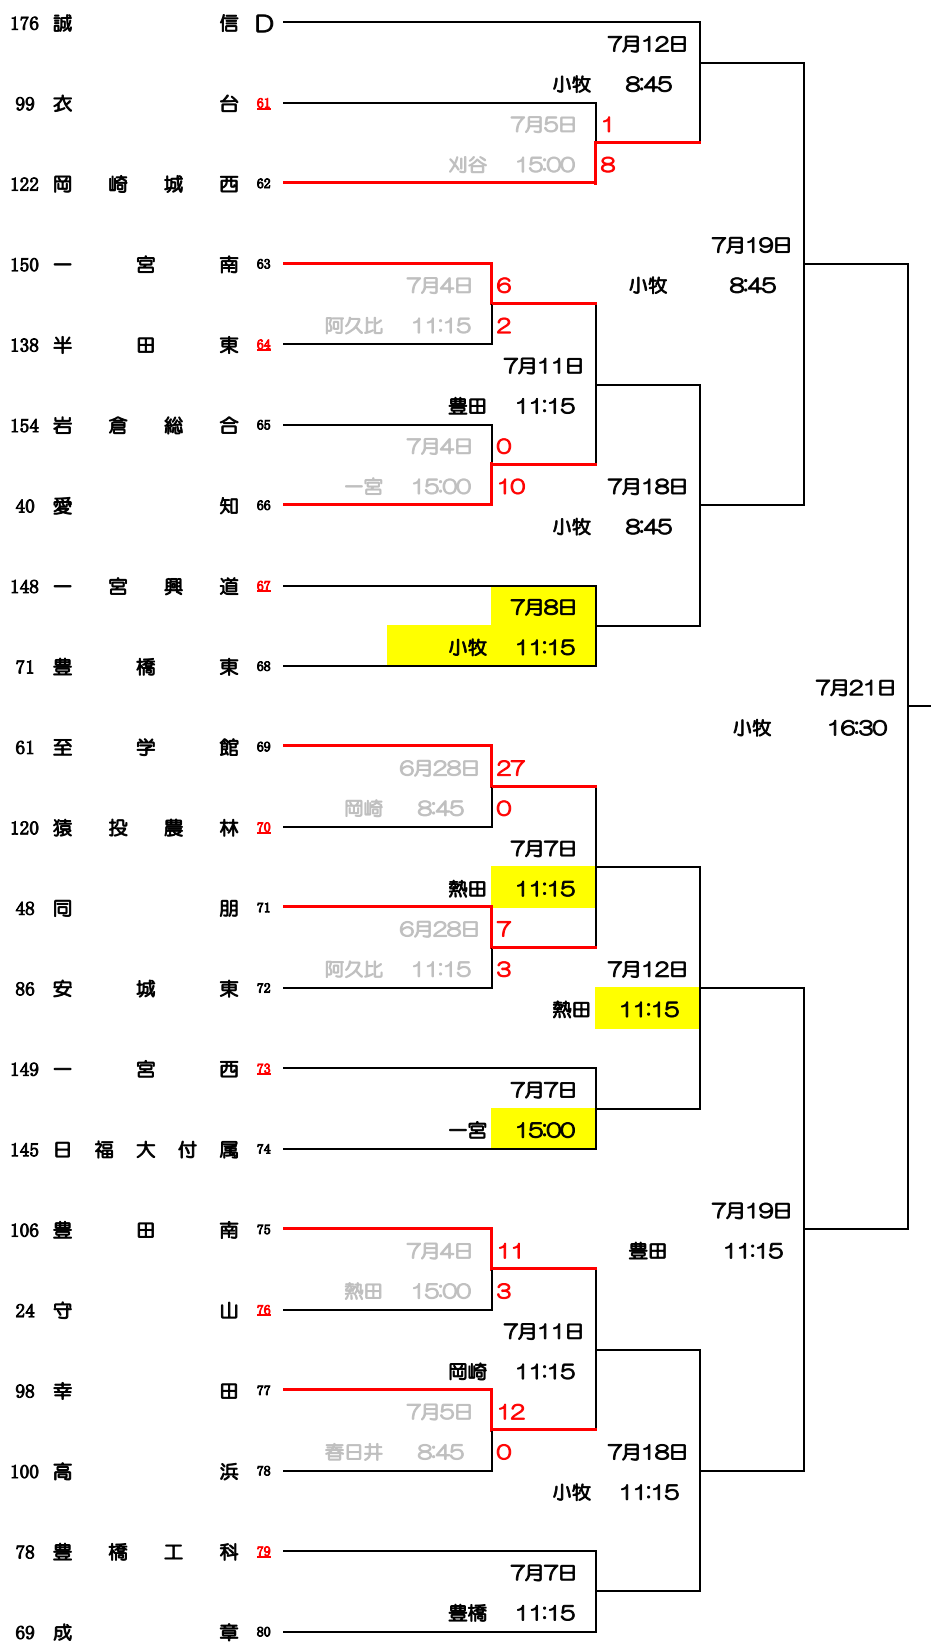 176 誠信 D
7月12日
小牧 8:45
99 衣台 61
7月5日 1
刈谷 15:00 8
122 岡崎城西 62
7月19日
150 一宮南 63
7月4日 6
小牧 8:45
阿久比 11:15 2
138 半田東 64
7月11日
豊田 11:15
154 岩倉総合 65
7月4日 0
一宮 15:00 10
7月18日
40 愛知 66
小牧 8:45
148 一宮興道 67
7月8日
小牧 11:15
71 豊橋東 68
7月21日
小牧 16:30
61 至学館 69
6月28日 27
岡崎 8:45 0
120 猿投農林 70
7月7日
熱田 11:15
48 同朋 71
6月28日 7
阿久比 11:15 3
7月12日
86 安城東 72
熱田 11:15
149 一宮西 73
7月7日
一宮 15:00
145 日福大付属 74
7月19日
106 豊田南 75
7月4日 11
豊田 11:15
熱田 15:00 3
24 守山 76
7月11日
岡崎 11:15
98 幸田 77
7月5日 12
春日井 8:45 0
7月18日
100 高浜 78
小牧 11:15
78 豊橋工科 79
7月7日
豊橋 11:15
69 成章 80